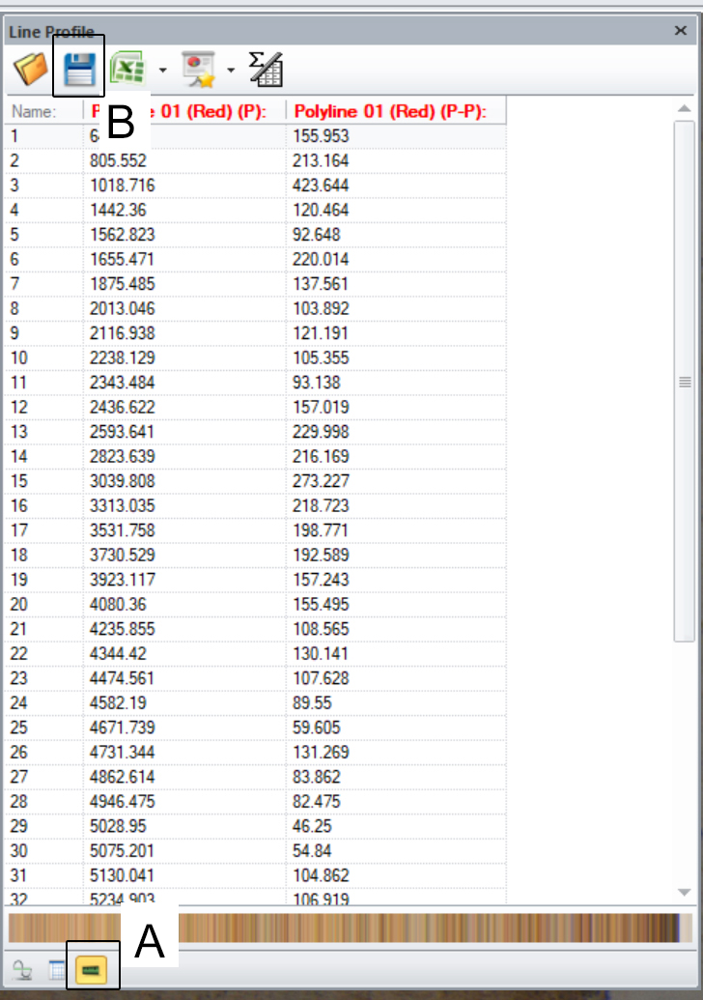 Line Profile
Name: P e 01 (Red) (P): Polyline 01 (Red) (P-P):
B
1 6 155.953
2 805.552 213.164
3 1018.716 423.644
4 1442.36 120.464
5 1562.823 92.648
6 1655.471 220.014
7 1875.485 137.561
8 2013.046 103.892
9 2116.938 121.191
10 2238.129 105.355
11 2343.484 93.138
12 2436.622 157.019
13 2593.641 229.998
14 2823.639 216.169
15 3039.808 273.227
16 3313.035 218.723
17 3531.758 198.771
18 3730.529 192.589
19 3923.117 157.243
20 4080.36 155.495
21 4235.855 108.565
22 4344.42 130.141
23 4474.561 107.628
24 4582.19 89.55
25 4671.739 59.605
26 4731.344 131.269
27 4862.614 83.862
28 4946.475 82.475
29 5028.95 46.25
30 5075.201 54.84
31 5130.041 104.862
32 5234.903 106.919
A